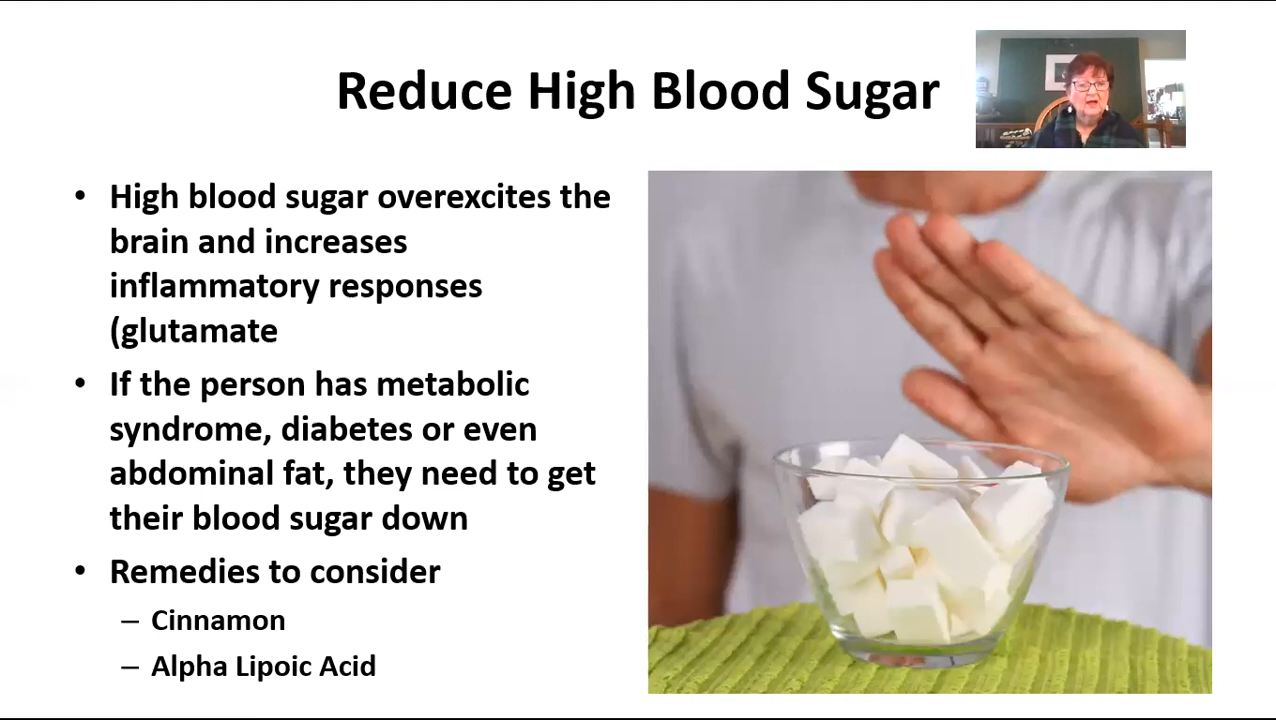 Reduce High Blood Sugar
• High blood sugar overexcites the
brain and increases
inflammatory responses
(glutamate
• If the person has metabolic
syndrome, diabetes or even
abdominal fat, they need to get
their blood sugar down
• Remedies to consider
– Cinnamon
– Alpha Lipoic Acid